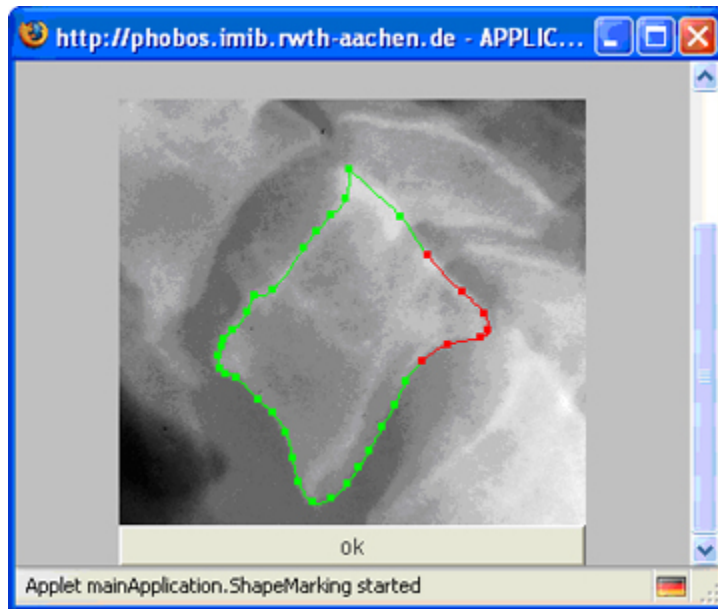 http://phobos.imib.rwth-aachen.de - APPLIC...
ok
Applet mainApplication.ShapeMarking started